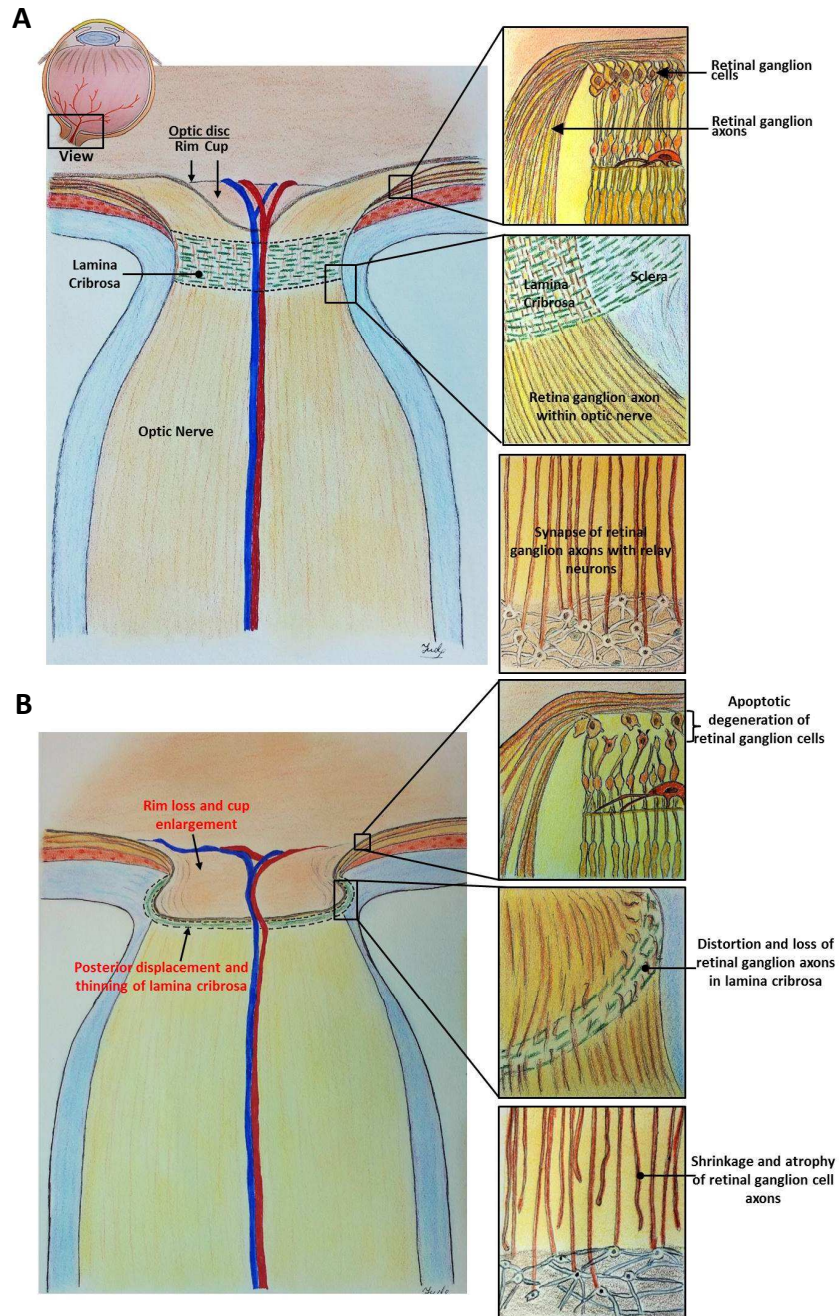 A
View
Optic disc
Rim Cup
Lamina
Cribrosa
Optic Nerve
Retinal ganglion
cells
Retinal ganglion
axons
Lamina
Cribrosa
Sclera
Retina ganglion axon
within optic nerve
Synapse of retinal
ganglion axons with relay
neurons
B
Rim loss and cup
enlargement
Posterior displacement and
thinning of lamina cribrosa
Apoptotic
degeneration of
retinal ganglion cells
Distortion and loss of
retinal ganglion axons
in lamina cribrosa
Shrinkage and atrophy
of retinal ganglion cell
axons